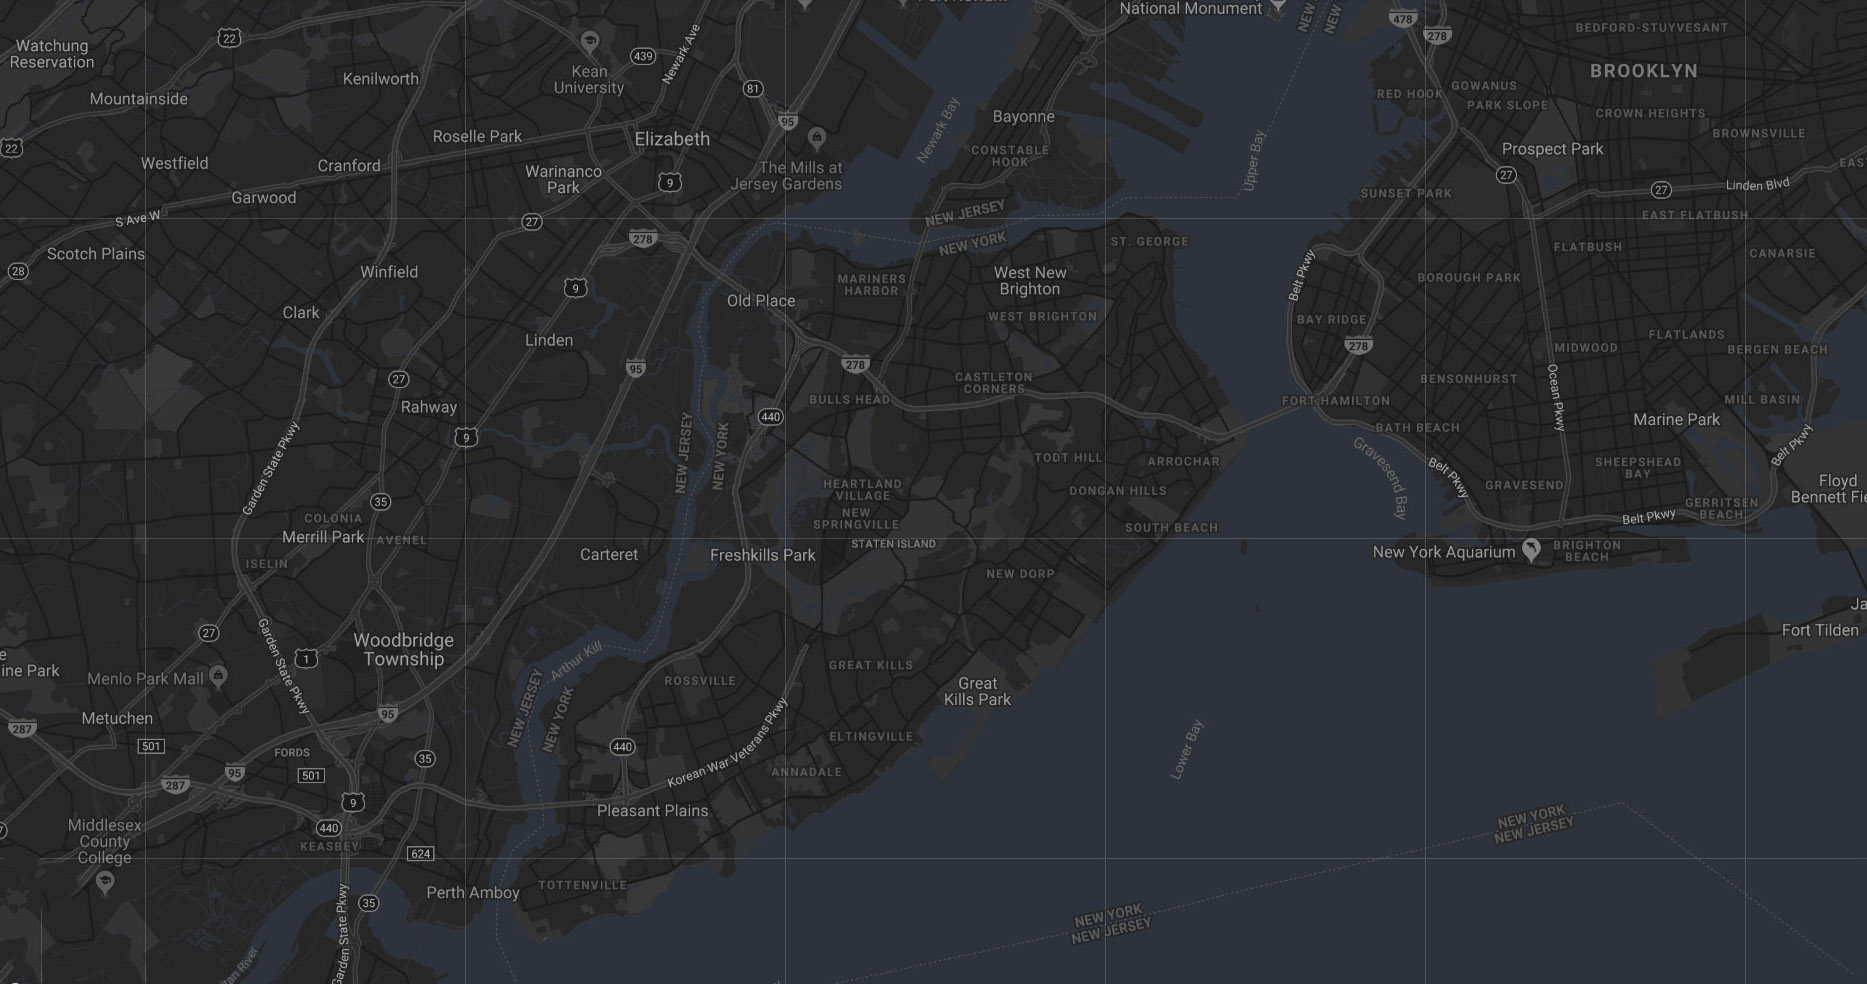 National Monument
NEW
NEW
478
278
BEDFORD-STUYVESANT
22
Watchung
Reservation
439
Newark Ave
Kean
University
Kenilworth
BROOKLYN
GOWANUS
RED HOOK
PARK SLOPE
Mountainside
81
95
Bayonne
CROWN HEIGHTS
BROWNSVILLE
Newark Bay
Roselle Park
Elizabeth
22
Westfield
Cranford
Warinanco
Park
9
The Mills at
Jersey Gardens
CONSTABLE
HOOK
Upper Bay
Prospect Park
27
27
Linden Blvd
SUNSET PARK
Garwood
S Ave W
27
278
NEW JERSEY
NEW YORK
EAST FLATBUSH
ST. GEORGE
FLATBUSH
CANARSIE
Scotch Plains
28
Winfield
9
MARINERS
HARBOR
West New
Brighton
Belt Pkwy
BOROUGH PARK
Old Place
Clark
WEST BRIGHTON
BAY RIDGE
Linden
FLATLANDS
278
MIDWOOD
BERGEN BEACH
95
278
27
CASTLETON
CORNERS
BENSONHURST
Ocean Pkwy
BULLS HEAD
FORT HAMILTON
MILL BASIN
Rahway
440
Marine Park
9
BATH BEACH
Belt Pkwy
NEW JERSEY
NEW YORK
Garden State Pkwy
TODT HILL
ARROCHAR
Gravesend Bay
Belt Pkwy
SHEEPSHEAD
BAY
HEARTLAND
VILLAGE
DONGAN HILLS
GRAVESEND
Floyd
Bennett Fie
35
COLONIA
NEW
SPRINGVILLE
SOUTH BEACH
Belt Pkwy
GERRITSEN
BEACH
Merrill Park
AVENEL
STATEN ISLAND
Carteret
Freshkills Park
New York Aquarium
BRIGHTON
BEACH
ISELIN
NEW DORP
27
Garden State Pkwy
Woodbridge
Township
Fort Tilden
1
Arthur Kill
ine Park
Menlo Park Mall
GREAT KILLS
ROSSVILLE
Great
Kills Park
NEW JERSEY
NEW YORK
Metuchen
95
287
501
FORDS
440
Korean War Veterans Pkwy
ELTINGVILLE
Lower Bay
35
95
501
287
ANNADALE
9
Pleasant Plains
NEW YORK
NEW JERSEY
Middlesex
County
College
440
KEASBEY
624
Perth Amboy
TOTTENVILLE
35
Garden State Pkwy
NEW YORK
NEW JERSEY